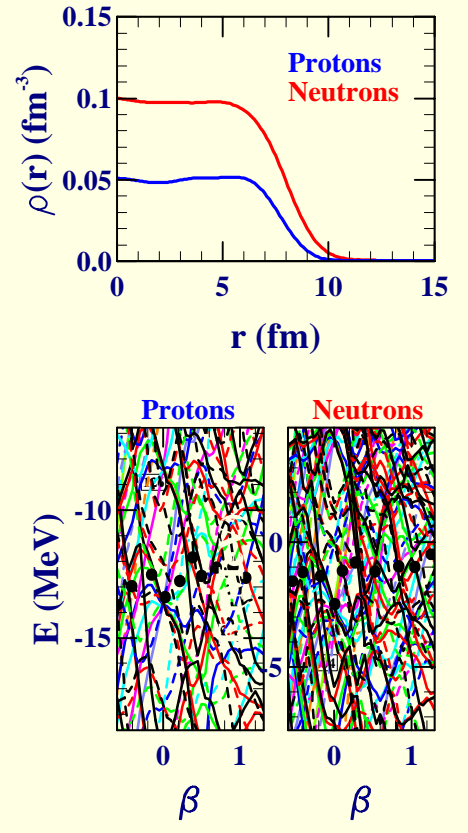 0.15
0.1
0.05
0.0
ρ(r) (fm⁻³)
Protons
Neutrons
0 5 10 15
r (fm)
Protons Neutrons
-10
-15
E (MeV)
0
-5
0 1 0 1
β β